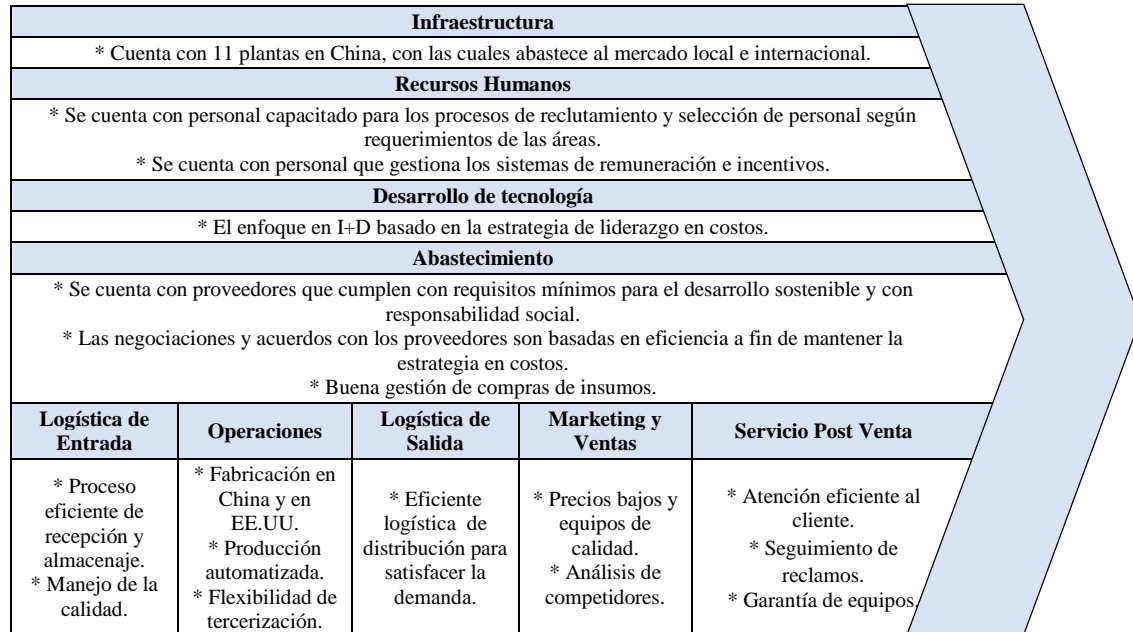 Infraestructura
* Cuenta con 11 plantas en China, con las cuales abastece al mercado local e internacional.
Recursos Humanos
* Se cuenta con personal capacitado para los procesos de reclutamiento y selección de personal según
requerimientos de las áreas.
* Se cuenta con personal que gestiona los sistemas de remuneración e incentivos.
Desarrollo de tecnología
* El enfoque en I+D basado en la estrategia de liderazgo en costos.
Abastecimiento
* Se cuenta con proveedores que cumplen con requisitos mínimos para el desarrollo sostenible y con
responsabilidad social.
* Las negociaciones y acuerdos con los proveedores son basadas en eficiencia a fin de mantener la
estrategia en costos.
* Buena gestión de compras de insumos.
Logística de
Entrada
Operaciones
Logística de
Salida
Marketing y
Ventas
Servicio Post Venta
* Proceso
eficiente de
recepción y
almacenaje.
* Manejo de la
calidad.
* Fabricación en
China y en
EE.UU.
* Producción
automatizada.
* Flexibilidad de
tercerización.
* Eficiente
logística de
distribución para
satisfacer la
demanda.
* Precios bajos y
equipos de
calidad.
* Análisis de
competidores.
* Atención eficiente al
cliente.
* Seguimiento de
reclamos.
* Garantía de equipos.